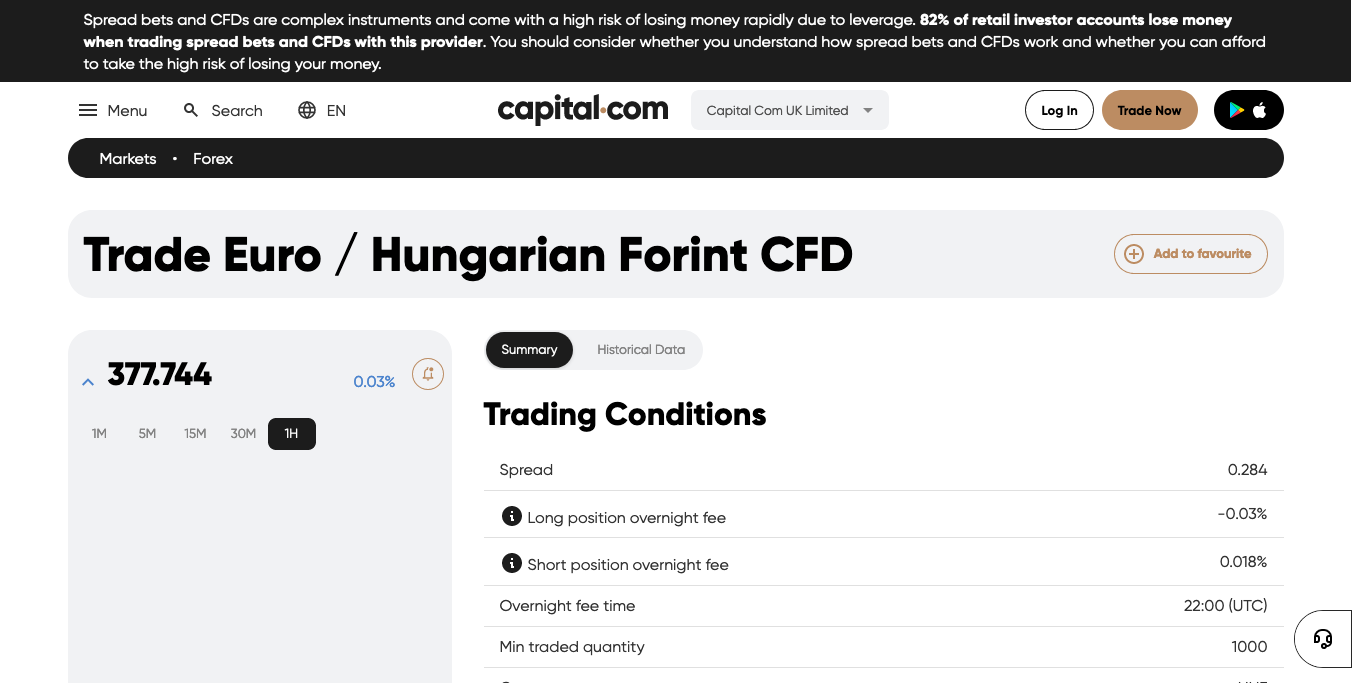 Spread bets and CFDs are complex instruments and come with a high risk of losing money rapidly due to leverage. 82% of retail investor accounts lose money
when trading spread bets and CFDs with this provider. You should consider whether you understand how spread bets and CFDs work and whether you can afford
to take the high risk of losing your money.
Menu Search EN capital.com Capital Com UK Limited Log In Trade Now
Markets • Forex
Trade Euro / Hungarian Forint CFD Add to favourite
377.744 0.03%
1M 5M 15M 30M 1H
Summary Historical Data
Trading Conditions
Spread 0.284
Long position overnight fee -0.03%
Short position overnight fee 0.018%
Overnight fee time 22:00 (UTC)
Min traded quantity 1000